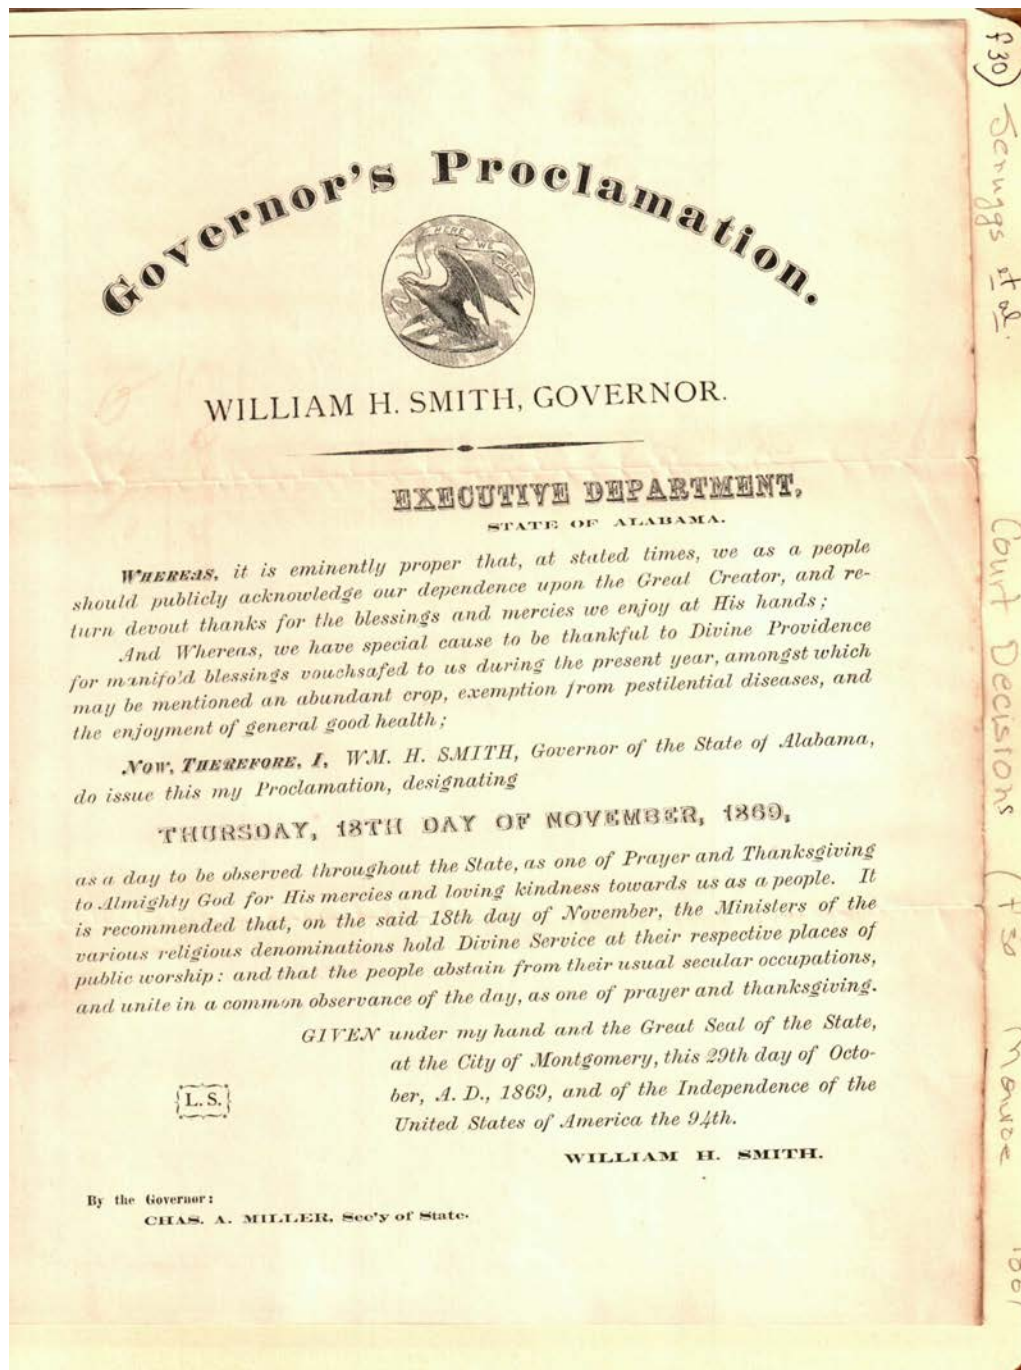 Governor's Proclamation.
HERE WE REST
WILLIAM H. SMITH, GOVERNOR.
EXECUTIVE DEPARTMENT,
STATE OF ALABAMA.
WHEREAS, it is eminently proper that, at stated times, we as a people
should publicly acknowledge our dependence upon the Great Creator, and re-
turn devout thanks for the blessings and mercies we enjoy at His hands;
And Whereas, we have special cause to be thankful to Divine Providence
for manifold blessings vouchsafed to us during the present year, amongst which
may be mentioned an abundant crop, exemption from pestilential diseases, and
the enjoyment of general good health;
NOW, THEREFORE, I, WM. H. SMITH, Governor of the State of Alabama,
do issue this my Proclamation, designating
THURSDAY, 18TH DAY OF NOVEMBER, 1869,
as a day to be observed throughout the State, as one of Prayer and Thanksgiving
to Almighty God for His mercies and loving kindness towards us as a people. It
is recommended that, on the said 18th day of November, the Ministers of the
various religious denominations hold Divine Service at their respective places of
public worship: and that the people abstain from their usual secular occupations,
and unite in a common observance of the day, as one of prayer and thanksgiving.
GIVEN under my hand and the Great Seal of the State,
at the City of Montgomery, this 29th day of Octo-
ber, A. D., 1869, and of the Independence of the
United States of America the 94th.
{L. S.}
WILLIAM H. SMITH.
By the Governor:
CHAS. A. MILLER, Sec'y of State.
f 30) Scruggs et al. Court Decisions (f 30 Monroe